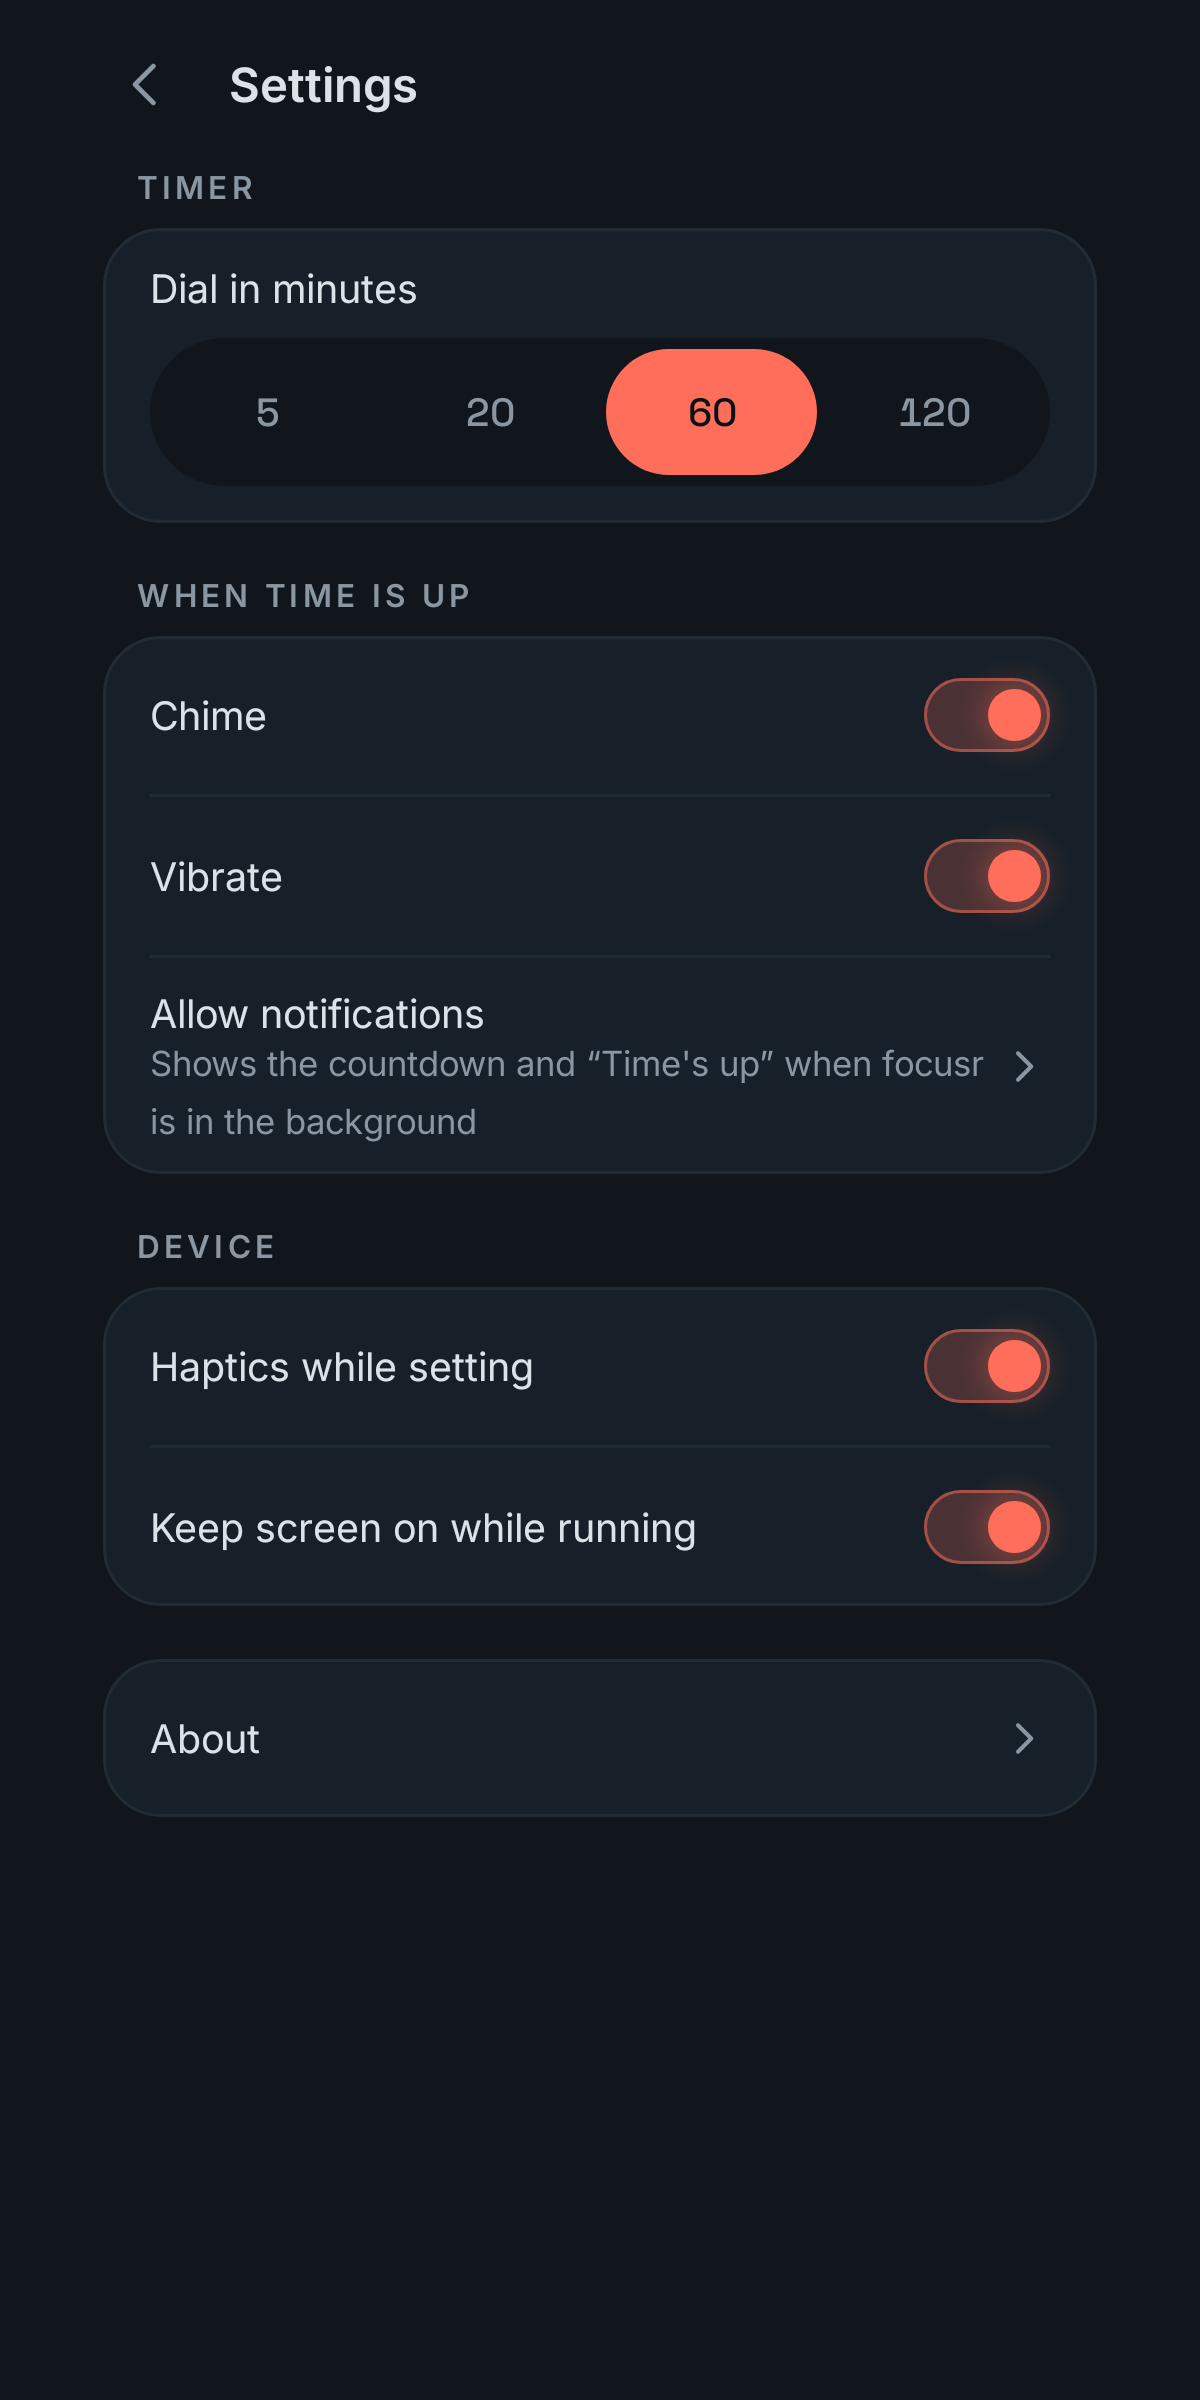 Settings
TIMER
Dial in minutes
5 20 60 120
WHEN TIME IS UP
Chime
Vibrate
Allow notifications
Shows the countdown and “Time's up” when focusr
is in the background
DEVICE
Haptics while setting
Keep screen on while running
About